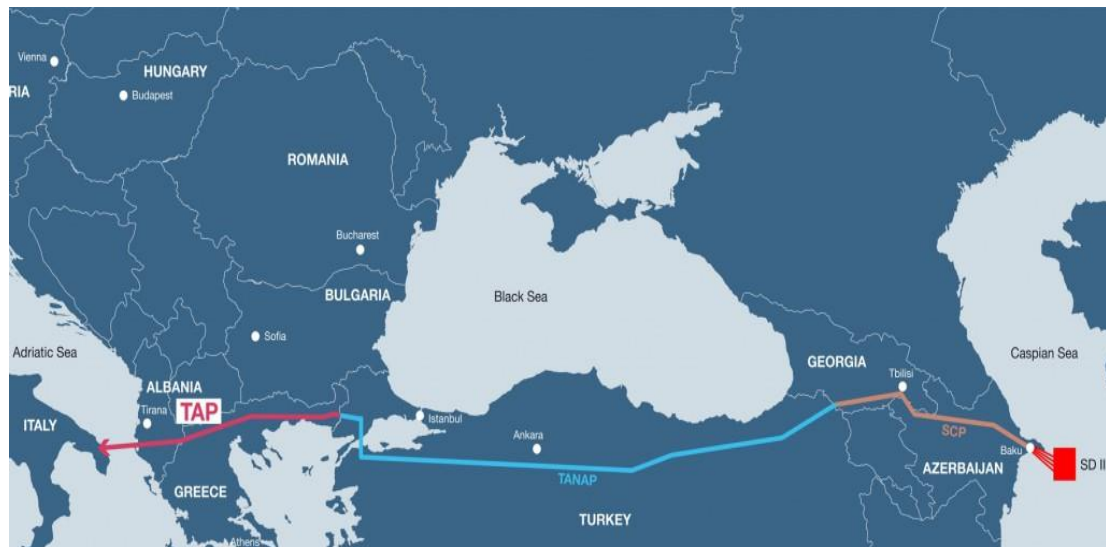 Vienna
HUNGARY
RIA
Budapest
ROMANIA
Bucharest
BULGARIA
Black Sea
Sofia
Adriatic Sea
GEORGIA
Caspian Sea
Tbilisi
ALBANIA
TAP
Tirana
Istanbul
ITALY
Ankara
SCP
Baku
SD II
AZERBAIJAN
TANAP
GREECE
TURKEY
Athens